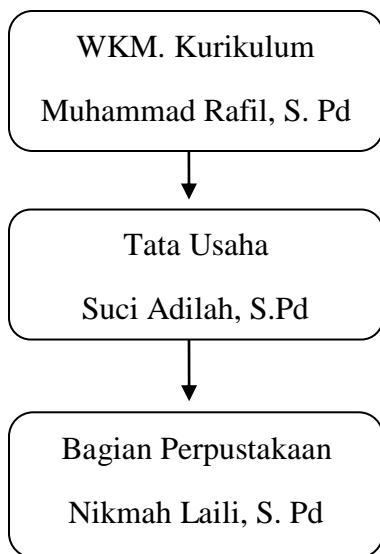 WKM. Kurikulum
Muhammad Rafil, S. Pd
Tata Usaha
Suci Adilah, S.Pd
Bagian Perpustakaan
Nikmah Laili, S. Pd